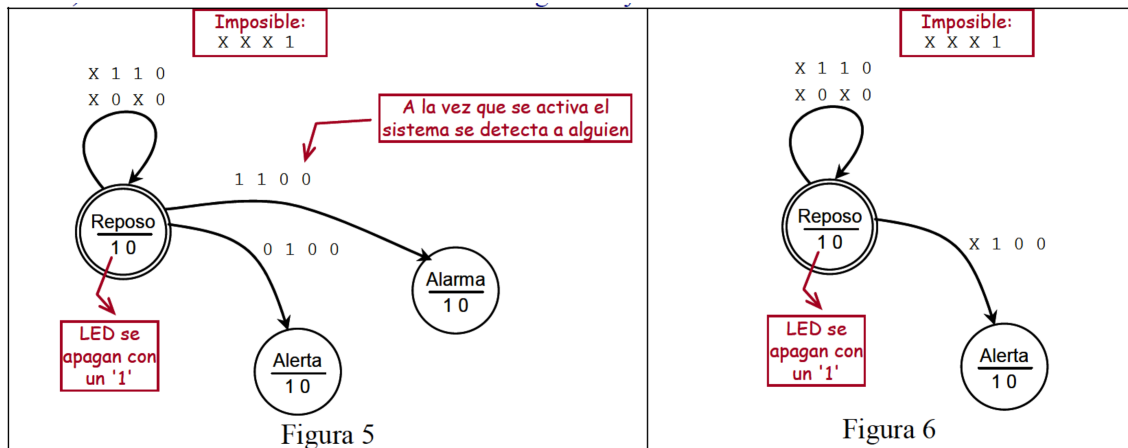 Imposible:
X X X 1
X 1 1 0
X 0 X 0
A la vez que se activa el
sistema se detecta a alguien
1 1 0 0
Reposo
1 0
0 1 0 0
Alarma
1 0
LED se
apagan con
un '1'
Alerta
1 0
Figura 5
Imposible:
X X X 1
X 1 1 0
X 0 X 0
Reposo
1 0
X 1 0 0
LED se
apagan con
un '1'
Alerta
1 0
Figura 6